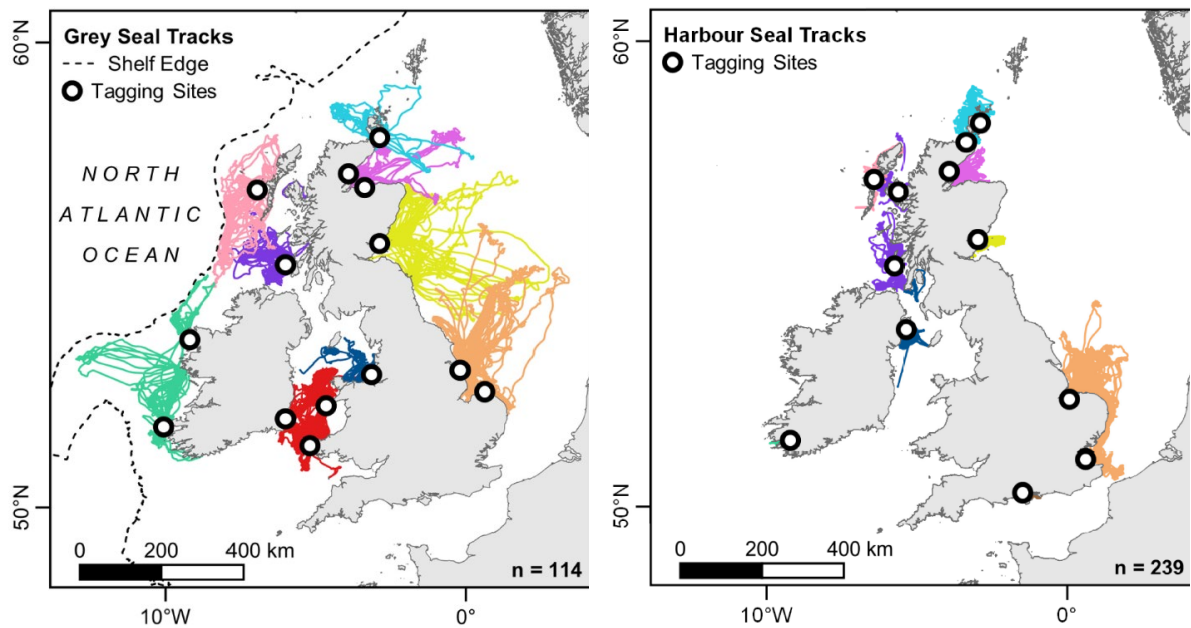 60°N
Grey Seal Tracks
Shelf Edge
Tagging Sites
NORTH
ATLANTIC
OCEAN
50°N
0 200 400 km
n = 114
10°W 0°
60°N
Harbour Seal Tracks
Tagging Sites
50°N
0 200 400 km
n = 239
10°W 0°